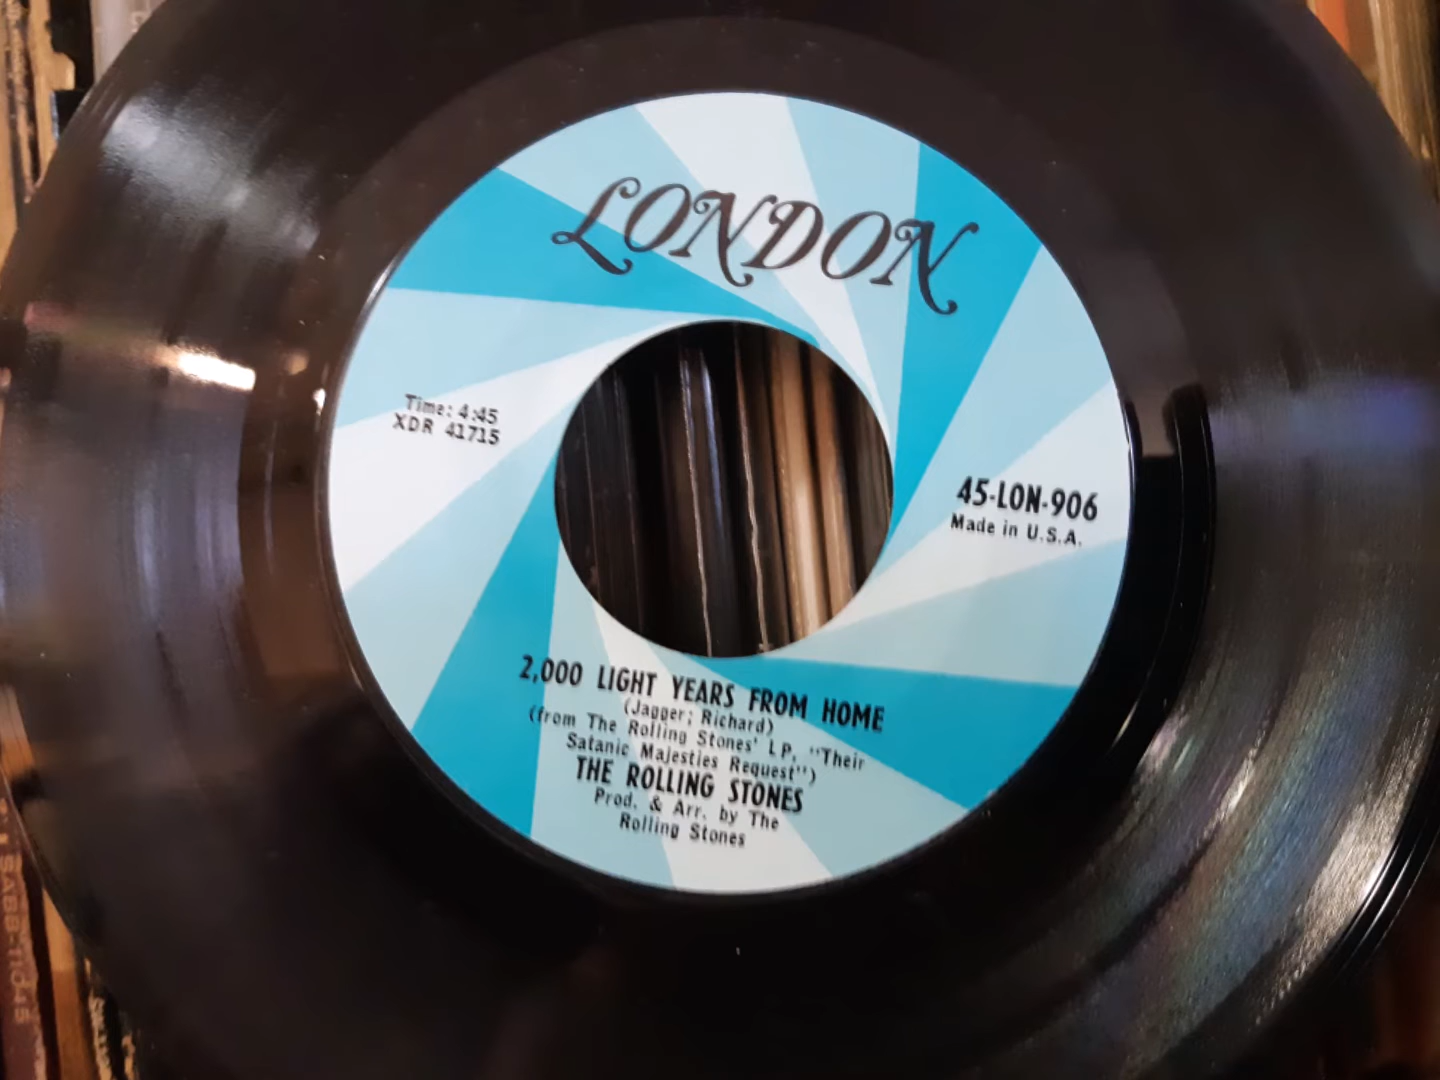 LONDON
Time: 4:45
XDR 41715
45-LON-906
Made in U.S.A.
2,000 LIGHT YEARS FROM HOME
(Jagger; Richard)
(from The Rolling Stones' LP, "Their
Satanic Majesties Request")
THE ROLLING STONES
Prod. & Arr. by The
Rolling Stones